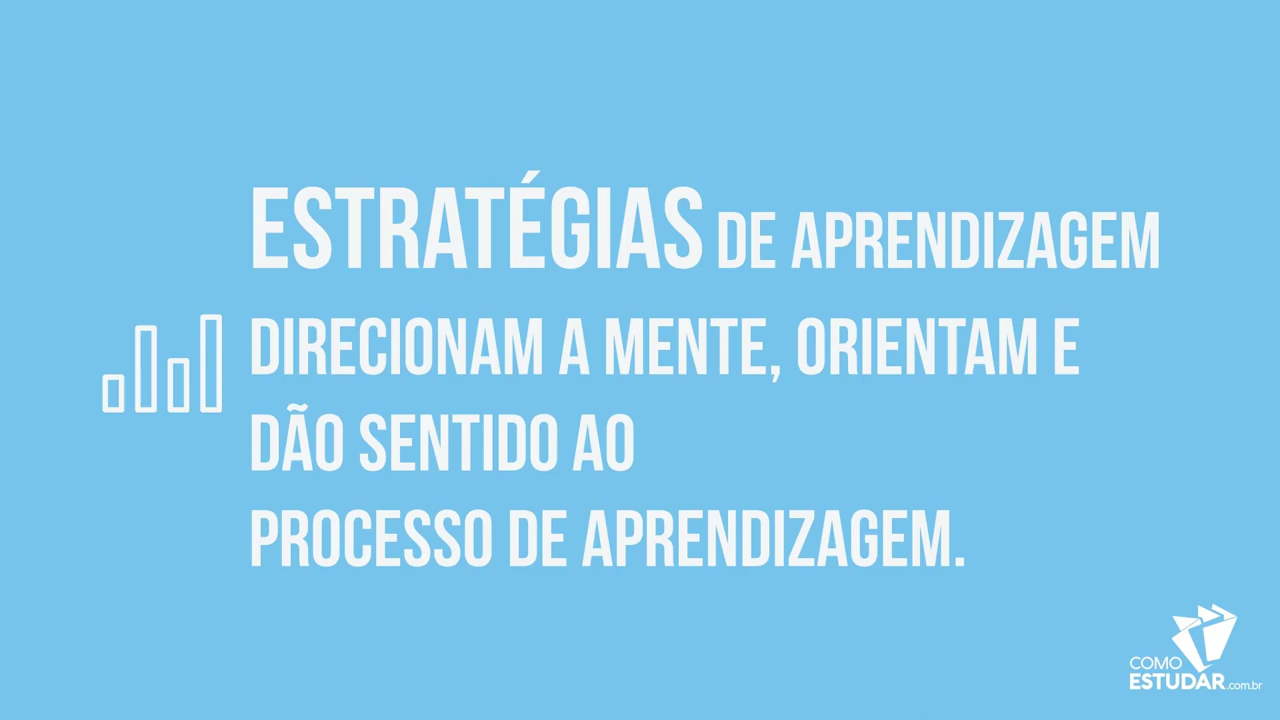 ESTRATÉGIAS DE APRENDIZAGEM
DIRECIONAM A MENTE, ORIENTAM E
DÃO SENTIDO AO
PROCESSO DE APRENDIZAGEM.
COMO
ESTUDAR.com.br